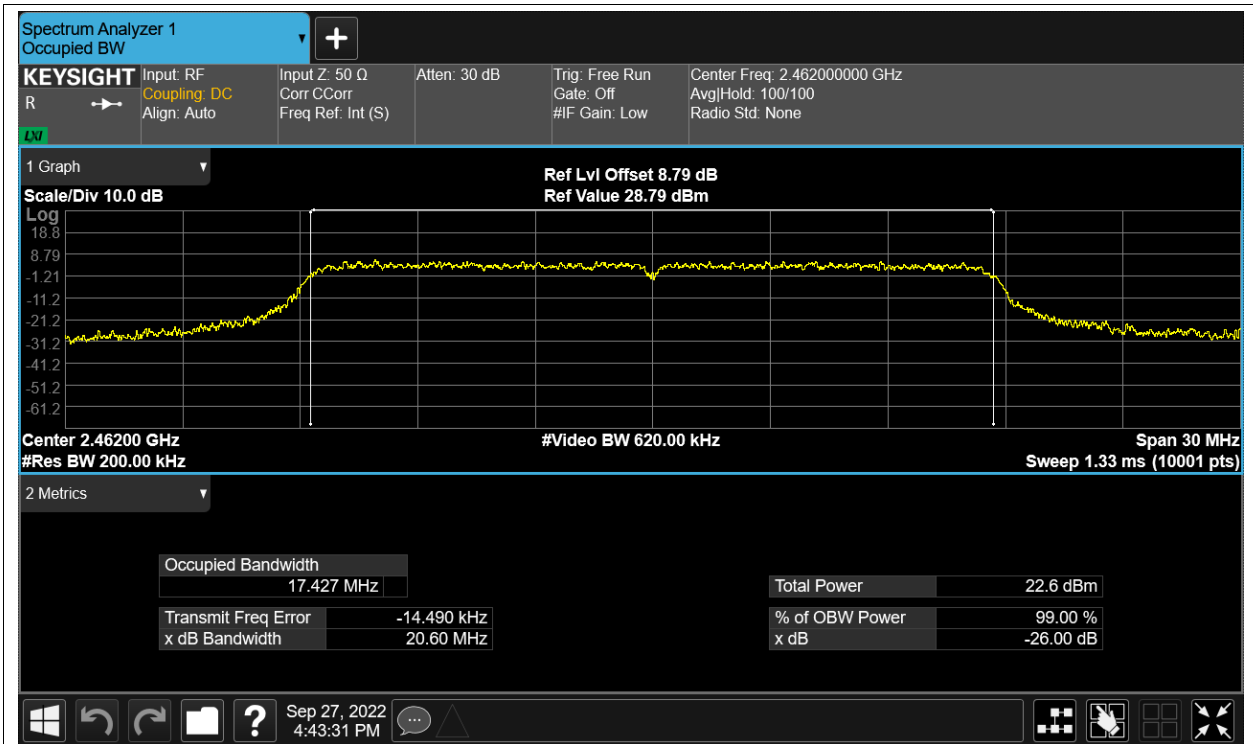 Spectrum Analyzer 1
Occupied BW
+
KEYSIGHT
R
LXI
Input: RF
Coupling: DC
Align: Auto
Input Z: 50 Ω
Corr CCorr
Freq Ref: Int (S)
Atten: 30 dB
Trig: Free Run
Gate: Off
#IF Gain: Low
Center Freq: 2.462000000 GHz
Avg|Hold: 100/100
Radio Std: None
1 Graph
Scale/Div 10.0 dB
Ref Lvl Offset 8.79 dB
Ref Value 28.79 dBm
Log
18.8
8.79
-1.21
-11.2
-21.2
-31.2
-41.2
-51.2
-61.2
Center 2.46200 GHz
#Video BW 620.00 kHz
Span 30 MHz
#Res BW 200.00 kHz
Sweep 1.33 ms (10001 pts)
2 Metrics
Occupied Bandwidth
17.427 MHz
Total Power 22.6 dBm
Transmit Freq Error -14.490 kHz
% of OBW Power 99.00 %
x dB Bandwidth 20.60 MHz
x dB -26.00 dB
?
Sep 27, 2022
4:43:31 PM